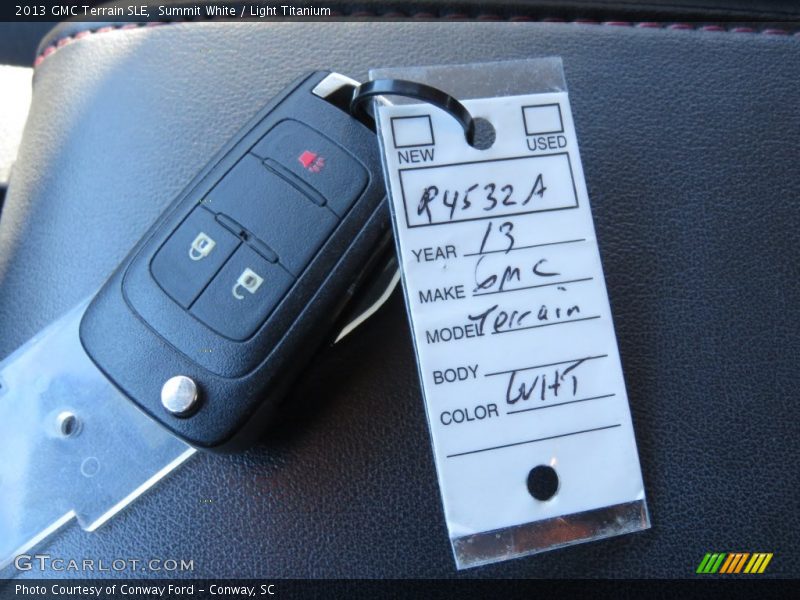 2013 GMC Terrain SLE, Summit White / Light Titanium
NEW USED
R4532A
YEAR 13
MAKE GMC
MODEL Terrain
BODY
COLOR WHT
GTCARLOT.COM
Photo Courtesy of Conway Ford - Conway, SC